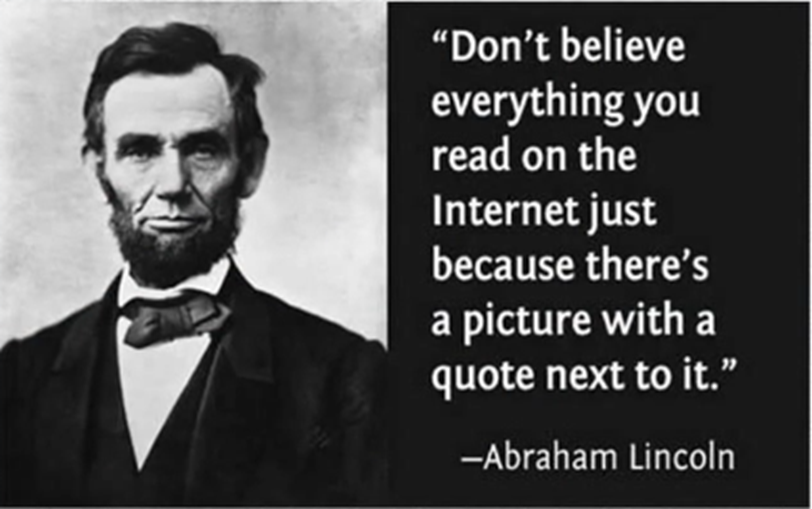 “Don’t believe
everything you
read on the
Internet just
because there’s
a picture with a
quote next to it.”
—Abraham Lincoln